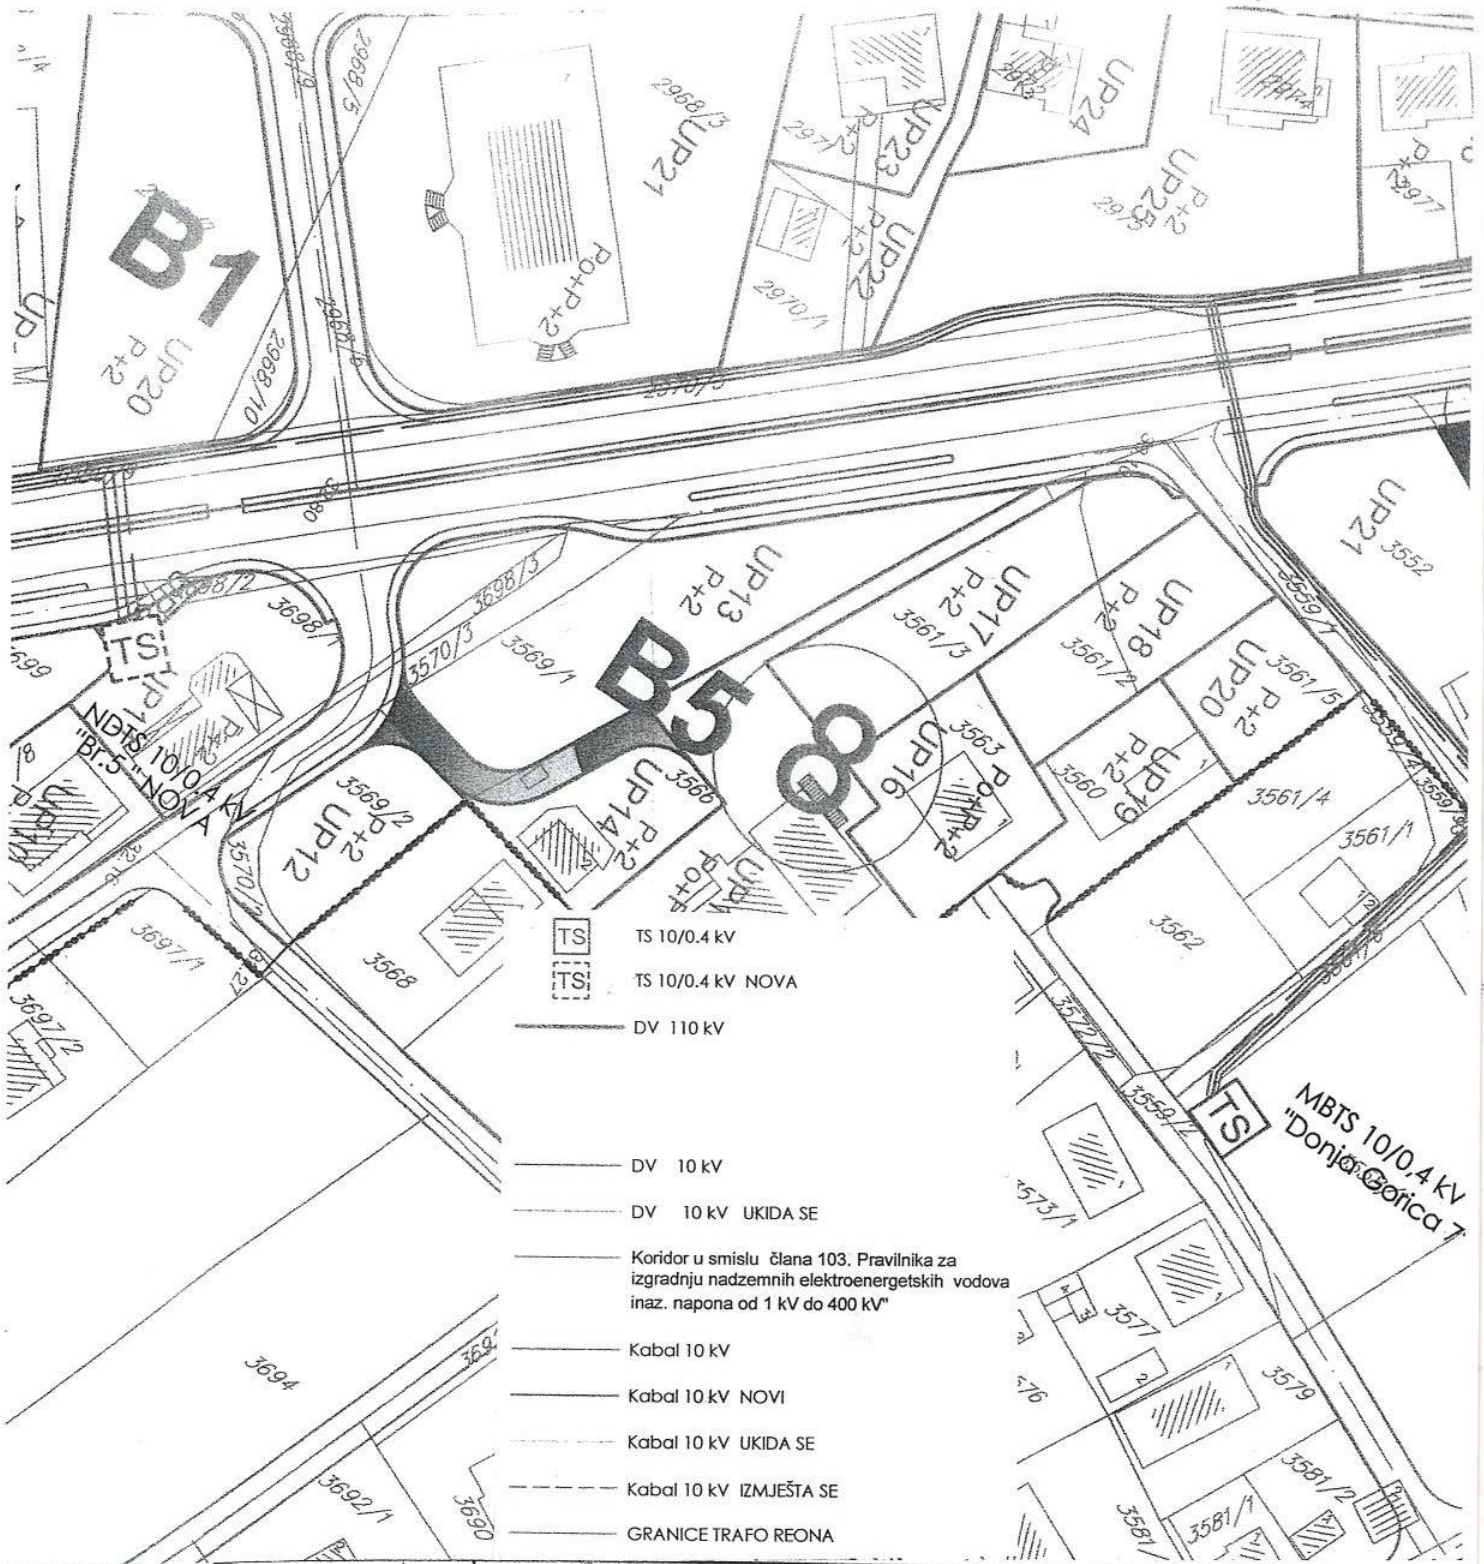 2968/5
2968/9
2968/3
UP21
2971
P+2
UP23
UP24
P+2
UP25
P+2
2977
B1
UP20
P+2
2968/10
Po+P+2
UP22
P+2
2970/1
UP21
3552
3698/3
3570/3
3569/1
UP13
P+2
B5
8
UP17
P+2
3561/3
UP18
P+2
3561/2
UP20
P+2
3561/5
3559/1
3561/4
3561/1
3562
UP19
P+2
3560
UP16
3563
Po+P+2
TS
NDTS 10/0,4 kV
"Br.5 "NOVA
3569/2
P+2
UP12
UP14
P+2
3566
3568
3697/1
3697/2
TS
TS 10/0.4 kV
TS
TS 10/0.4 kV NOVA
DV 110 kV
DV 10 kV
DV 10 kV UKIDA SE
Koridor u smislu člana 103. Pravilnika za
izgradnju nadzemnih elektroenergetskih vodova
inaz. napona od 1 kV do 400 kV"
Kabal 10 kV
Kabal 10 kV NOVI
Kabal 10 kV UKIDA SE
Kabal 10 kV IZMJEŠTA SE
GRANICE TRAFO REONA
3572/2
3559/2
TS
MBTS 10/0,4 kV
"Donja Gorica 7"
3573/1
3577
3579
3581/2
3581/1
3694
3692/1
3690